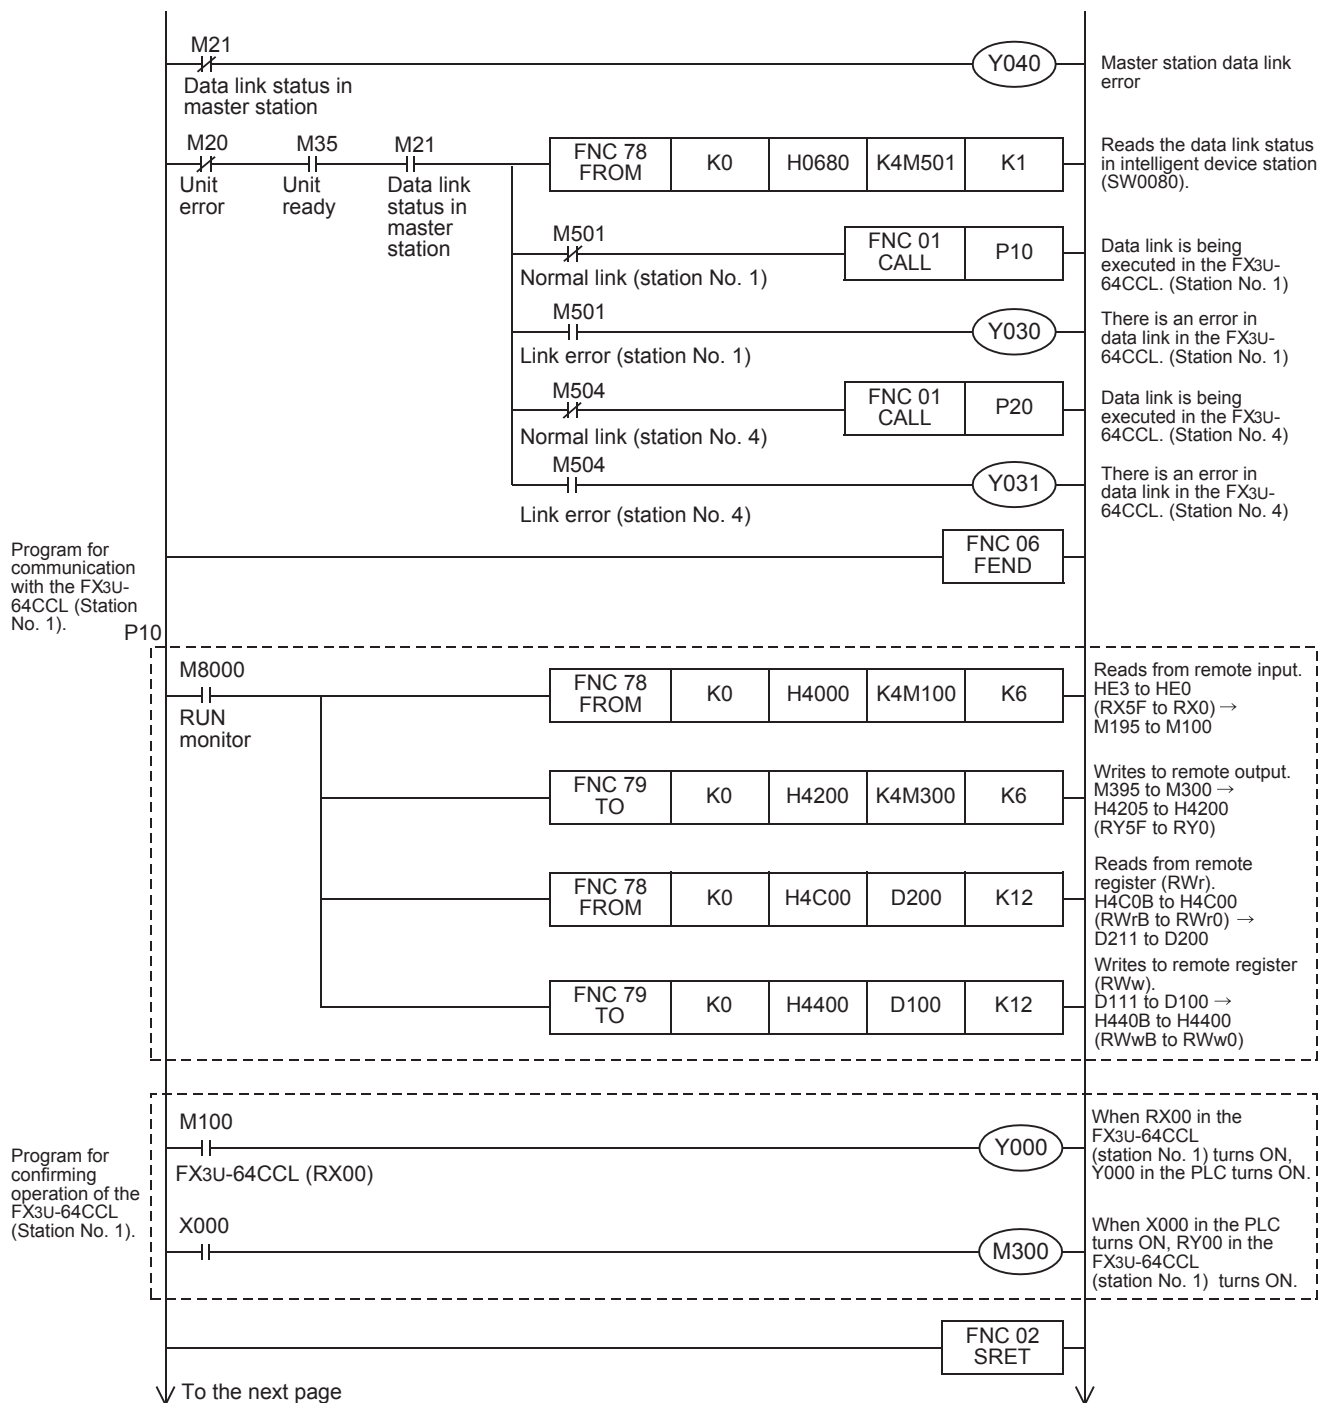 M21
Y040
Master station data link
error
Data link status in
master station
M20
M35
M21
FNC 78
FROM
K0
H0680
K4M501
K1
Reads the data link status
in intelligent device station
(SW0080).
Unit
error
Unit
ready
Data link
status in
master
station
M501
FNC 01
CALL
P10
Data link is being
executed in the FX3U-
64CCL. (Station No. 1)
Normal link (station No. 1)
M501
Y030
There is an error in
data link in the FX3U-
64CCL. (Station No. 1)
Link error (station No. 1)
M504
FNC 01
CALL
P20
Data link is being
executed in the FX3U-
64CCL. (Station No. 4)
Normal link (station No. 4)
M504
Y031
There is an error in
data link in the FX3U-
64CCL. (Station No. 4)
Link error (station No. 4)
FNC 06
FEND
Program for
communication
with the FX3U-
64CCL (Station
No. 1).
P10
M8000
RUN
monitor
FNC 78
FROM
K0
H4000
K4M100
K6
Reads from remote input.
HE3 to HE0
(RX5F to RX0) →
M195 to M100
FNC 79
TO
K0
H4200
K4M300
K6
Writes to remote output.
M395 to M300 →
H4205 to H4200
(RY5F to RY0)
FNC 78
FROM
K0
H4C00
D200
K12
Reads from remote
register (RWr).
H4C0B to H4C00
(RWrB to RWr0) →
D211 to D200
FNC 79
TO
K0
H4400
D100
K12
Writes to remote register
(RWw).
D111 to D100 →
H440B to H4400
(RWwB to RWw0)
Program for
confirming
operation of the
FX3U-64CCL
(Station No. 1).
M100
FX3U-64CCL (RX00)
Y000
When RX00 in the
FX3U-64CCL
(station No. 1) turns ON,
Y000 in the PLC turns ON.
X000
M300
When X000 in the PLC
turns ON, RY00 in the
FX3U-64CCL
(station No. 1) turns ON.
FNC 02
SRET
To the next page